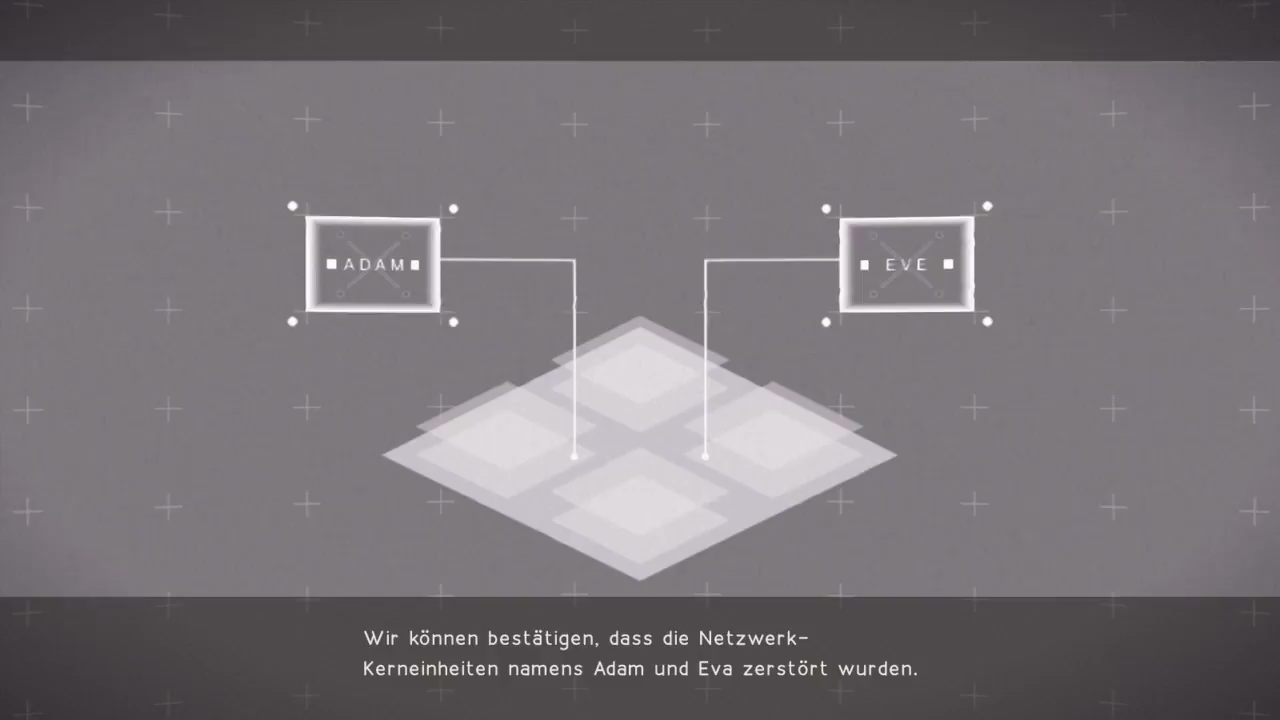 ADAM
EVE
Wir können bestätigen, dass die Netzwerk-
Kerneinheiten namens Adam und Eva zerstört wurden.